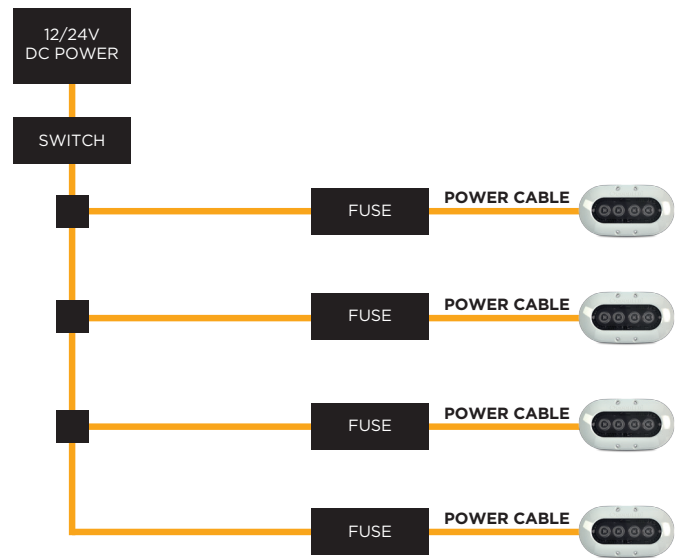 12/24V
DC POWER
SWITCH
FUSE
POWER CABLE
FUSE
POWER CABLE
FUSE
POWER CABLE
FUSE
POWER CABLE